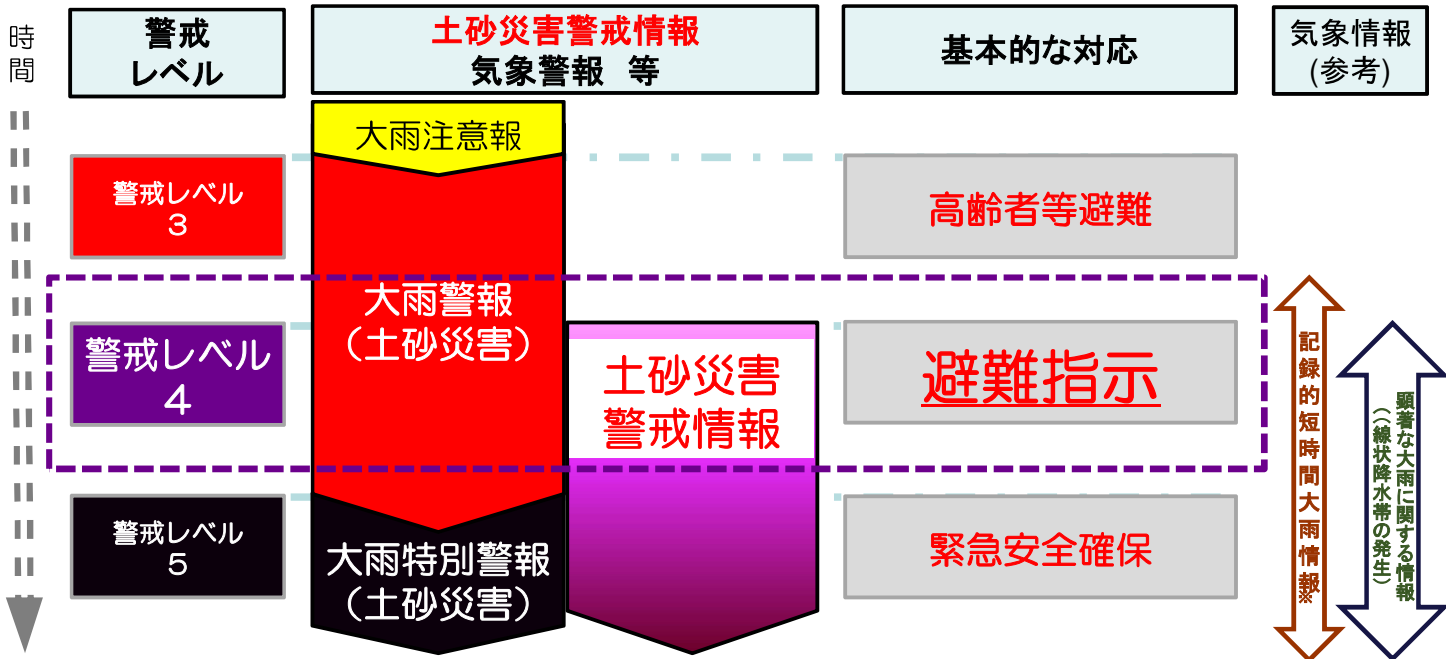 時
間
警戒
レベル
土砂災害警戒情報
気象警報 等
基本的な対応
気象情報
(参考)
大雨注意報
警戒レベル
3
高齢者等避難
大雨警報
（土砂災害）
警戒レベル
4
土砂災害
警戒情報
避難指示
警戒レベル
5
大雨特別警報
（土砂災害）
緊急安全確保
記録的短時間大雨情報※
顕著な大雨に関する情報
（（線状降水帯の発生）